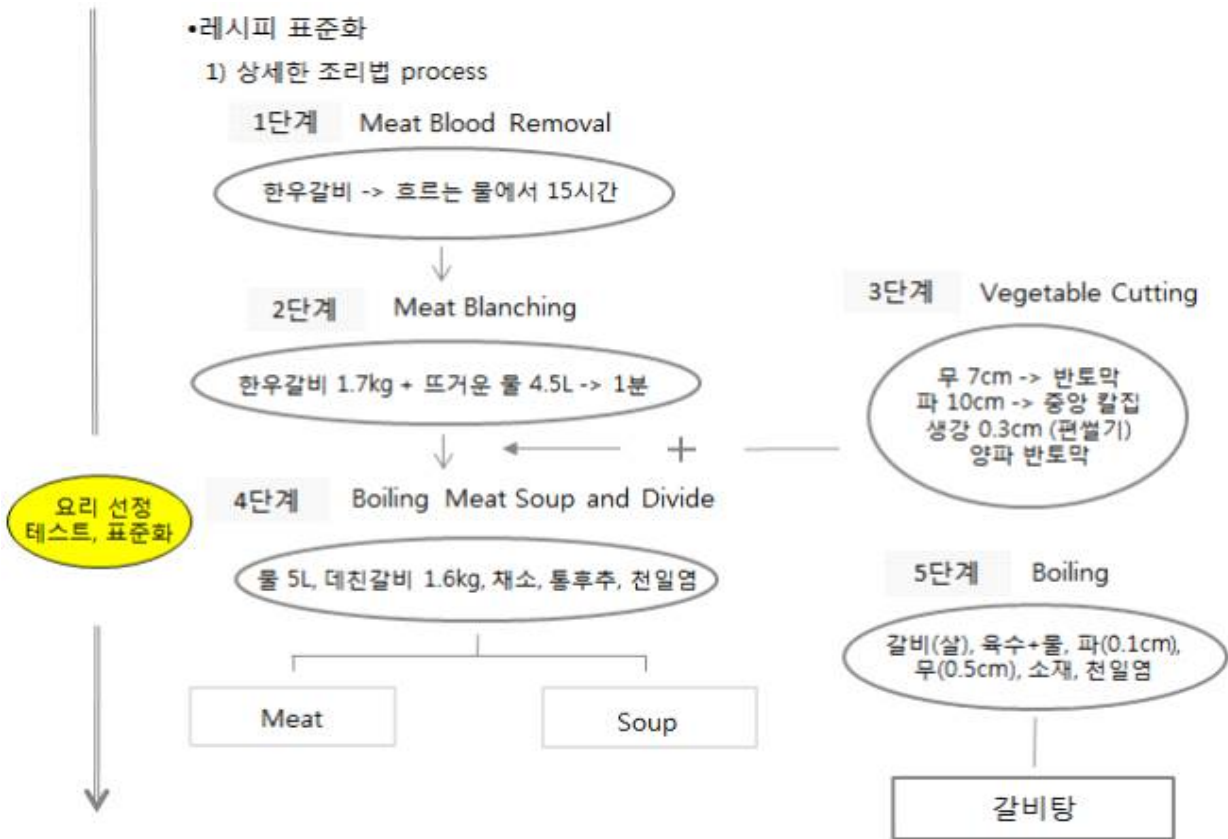 •레시피 표준화
1) 상세한 조리법 process
1단계 Meat Blood Removal
한우갈비 -> 흐르는 물에서 15시간
2단계 Meat Blanching
한우갈비 1.7kg + 뜨거운 물 4.5L -> 1분
3단계 Vegetable Cutting
무 7cm -> 반토막
파 10cm -> 중앙 칼집
생강 0.3cm (편썰기)
양파 반토막
+
요리 선정
테스트, 표준화
4단계 Boiling Meat Soup and Divide
물 5L, 데친갈비 1.6kg, 채소, 통후추, 천일염
Meat
Soup
5단계 Boiling
갈비(살), 육수+물, 파(0.1cm),
무(0.5cm), 소재, 천일염
갈비탕